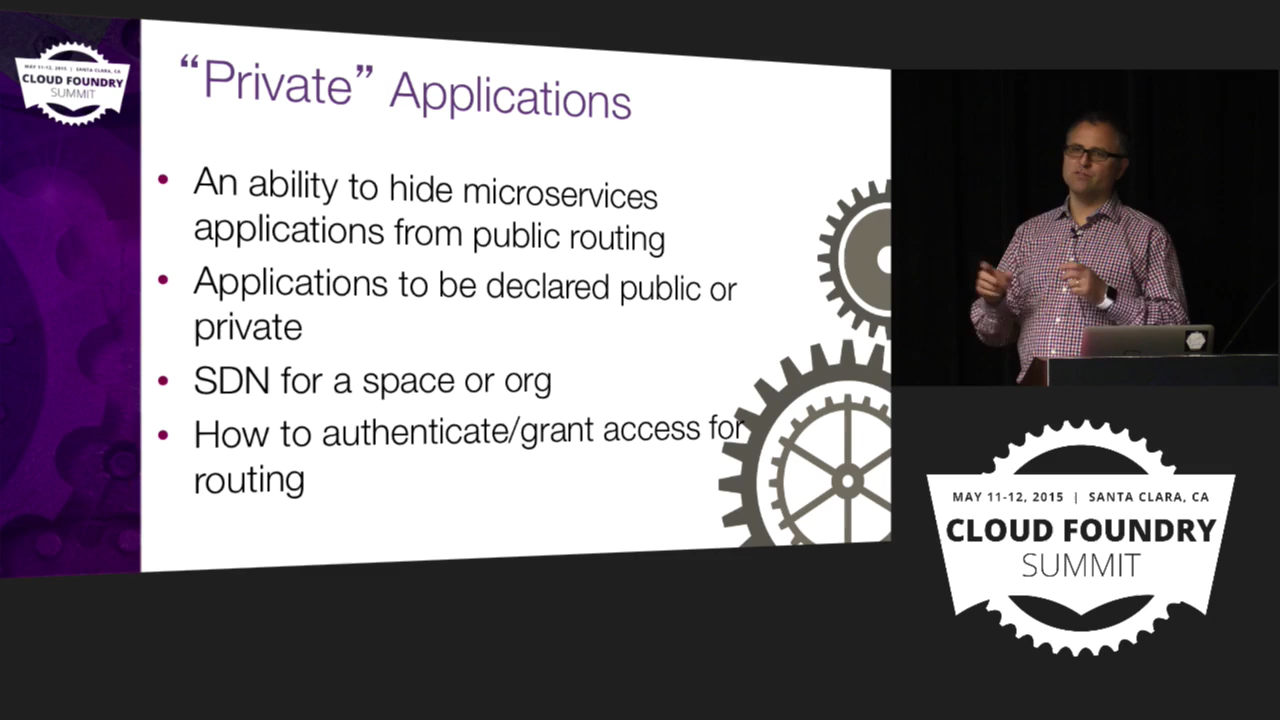 MAY 11-12, 2015 | SANTA CLARA, CA
CLOUD FOUNDRY
SUMMIT
“Private” Applications
• An ability to hide microservices
applications from public routing
• Applications to be declared public or
private
• SDN for a space or org
• How to authenticate/grant access for
routing
MAY 11-12, 2015 | SANTA CLARA, CA
CLOUD FOUNDRY
SUMMIT